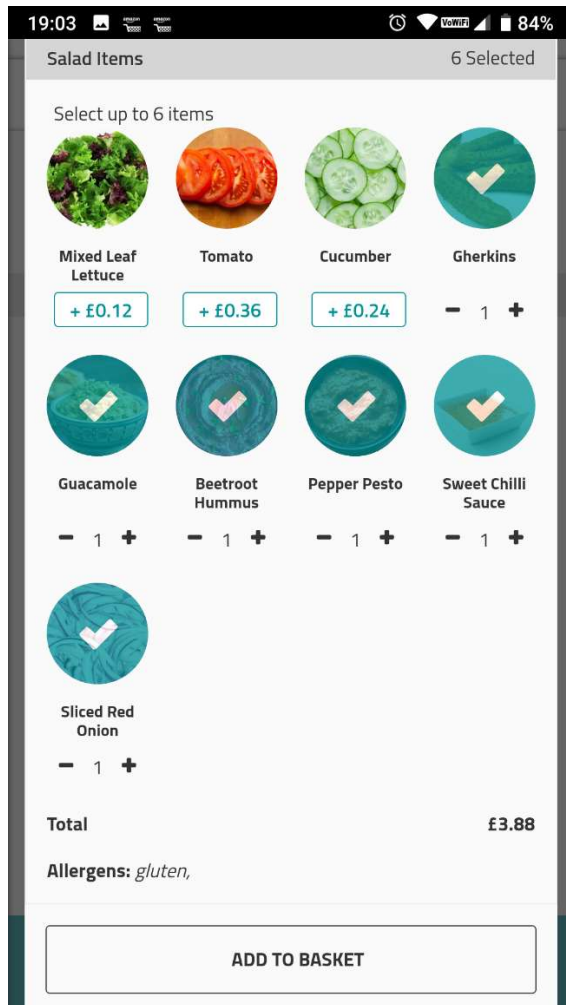 19:03 VoWiFi 84%
Salad Items 6 Selected
Select up to 6 items
Mixed Leaf Tomato Cucumber Gherkins
Lettuce
+ £0.12 + £0.36 + £0.24 - 1 +
Guacamole Beetroot Pepper Pesto Sweet Chilli
Hummus Sauce
- 1 + - 1 + - 1 + - 1 +
Sliced Red
Onion
- 1 +
Total £3.88
Allergens: gluten,
ADD TO BASKET